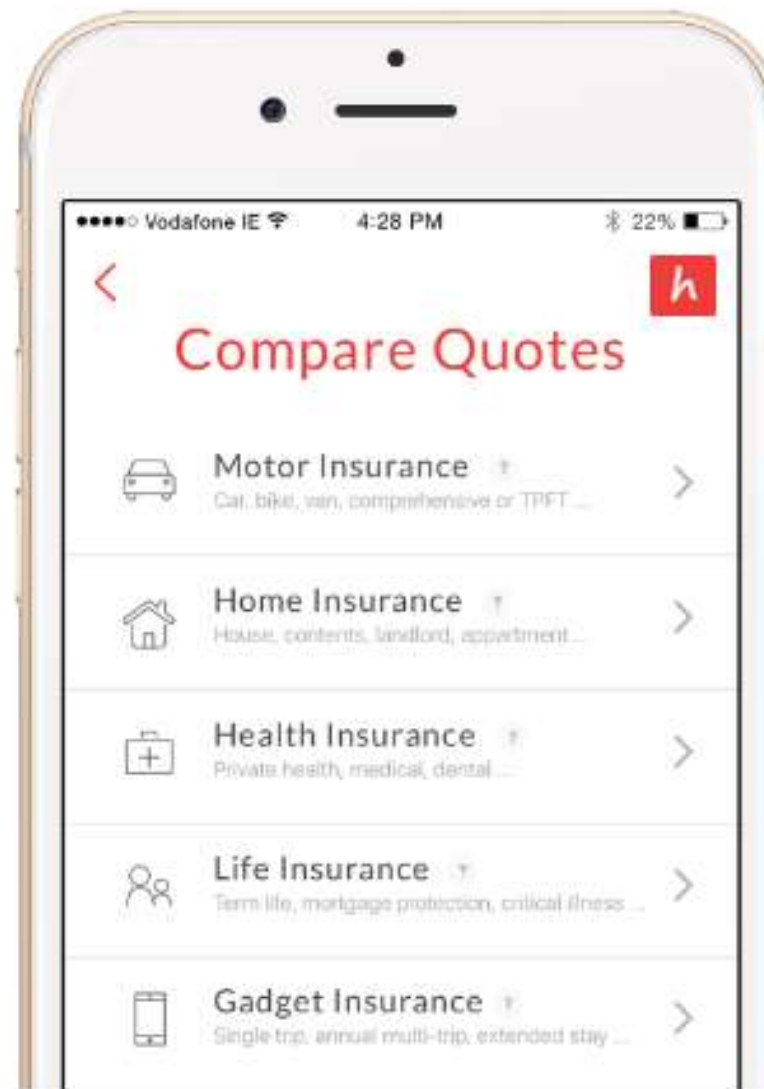 Vodafone IE 4:28 PM 22%
h
Compare Quotes
Motor Insurance ?
Car, bike, van, comprehensive or TPFT ...
Home Insurance ?
House, contents, landlord, appartment ...
Health Insurance ?
Private health, medical, dental ...
Life Insurance ?
Term life, mortgage protection, critical illness ...
Gadget Insurance ?
Single trip, annual multi-trip, extended stay ...